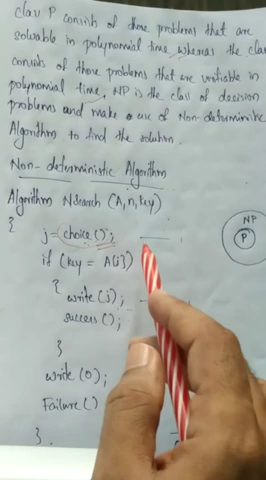 class P consists of those problems that are
solvable in polynomial time, whereas the clas
consists of those problems that are verifiable in
polynomial time. NP is the class of decision
problems and make a use of Non-deterministic
Algorithm to find the solution.
Non-deterministic Algorithm
Algorithm NSearch (A, n, key)
{
j = choice();
if (key = A[j])
{
write (j);
success();
}
write (0);
Failure()
}.
NP
P